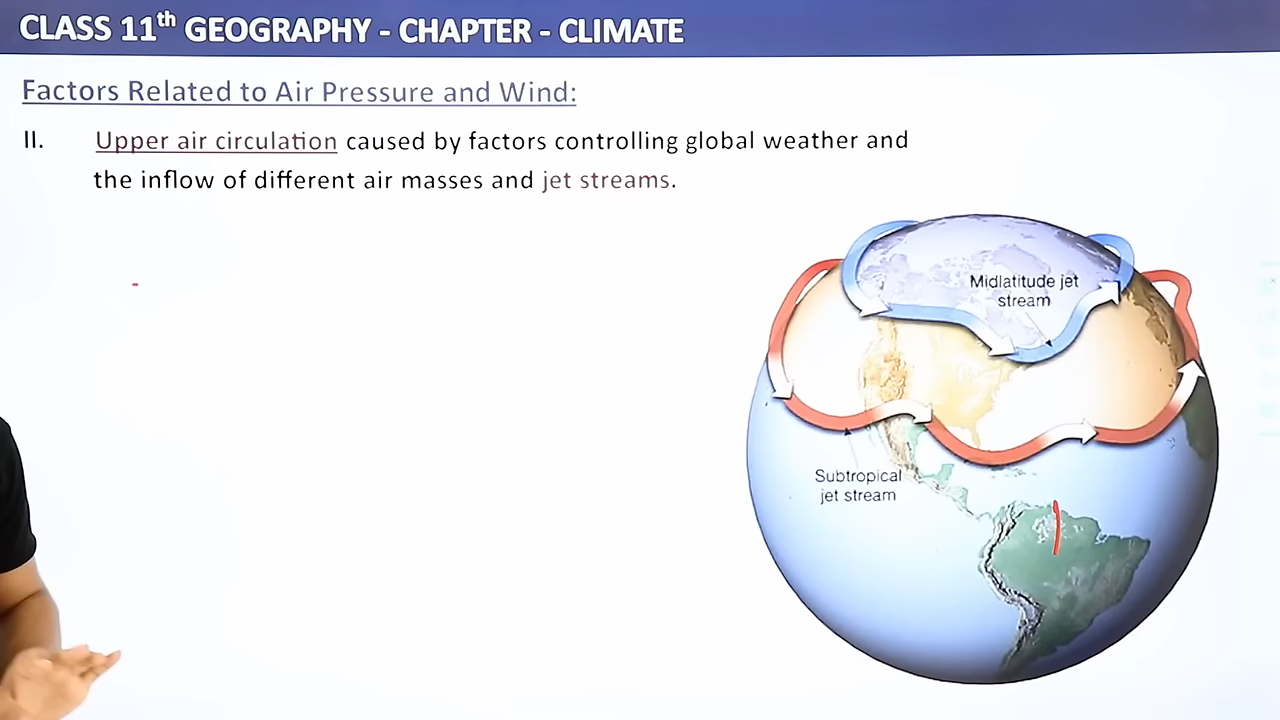 CLASS 11th GEOGRAPHY - CHAPTER - CLIMATE
Factors Related to Air Pressure and Wind:
II. Upper air circulation caused by factors controlling global weather and
the inflow of different air masses and jet streams.
Midlatitude jet
stream
Subtropical
jet stream